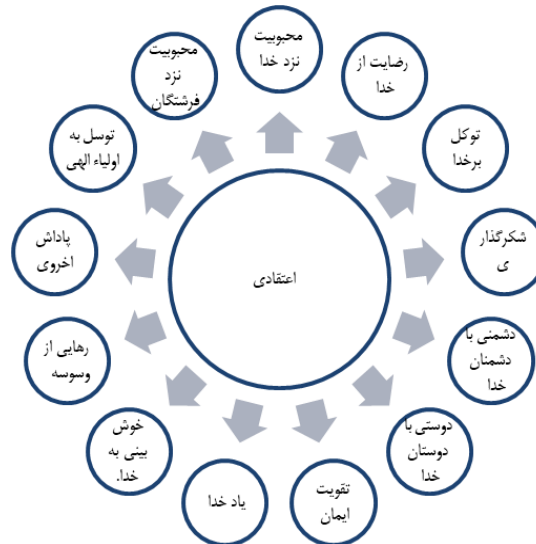 محبوبیت
نزد خدا
رضایت از
خدا
توکل
برخدا
شکرگذار
ی
دشمنی با
دشمنان
خدا
دوستی با
دوستان
خدا
تقویت
ایمان
یاد خدا
خوش
بینی به
خدا.
رهایی از
وسوسه
پاداش
اخروی
توسل به
اولیاء الهی
محبوبیت
نزد
فرشتگان
اعتقادی